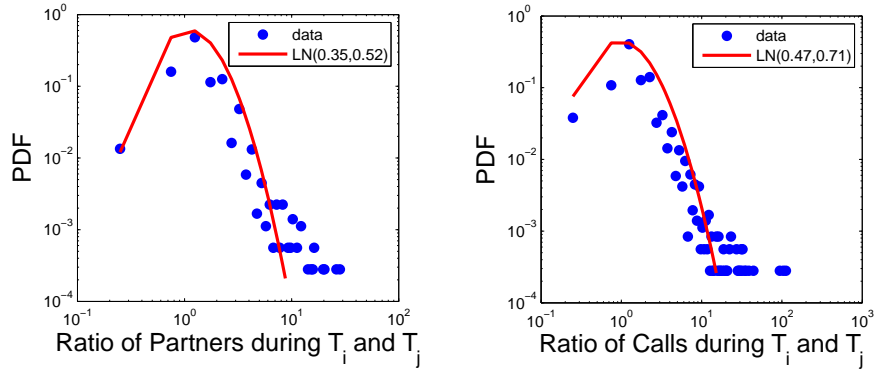 10^0
10^-1
10^-2
10^-3
10^-4
PDF
data
LN(0.35,0.52)
10^-1
10^0
10^1
10^2
Ratio of Partners during T_i and T_j
10^0
10^-1
10^-2
10^-3
10^-4
PDF
data
LN(0.47,0.71)
10^-1
10^0
10^1
10^2
10^3
Ratio of Calls during T_i and T_j